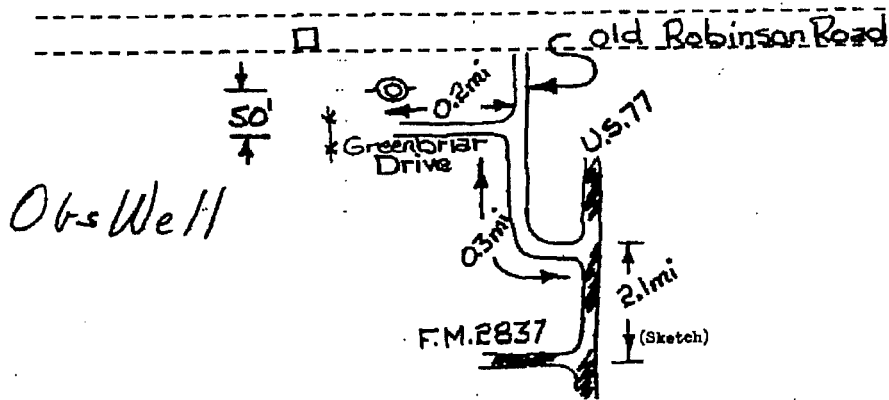 old Robinson Road
0.2mi
50'
Greenbriar
Drive
U.S.77
Obs Well
0.3mi
2.1mi
(Sketch)
F.M.2837